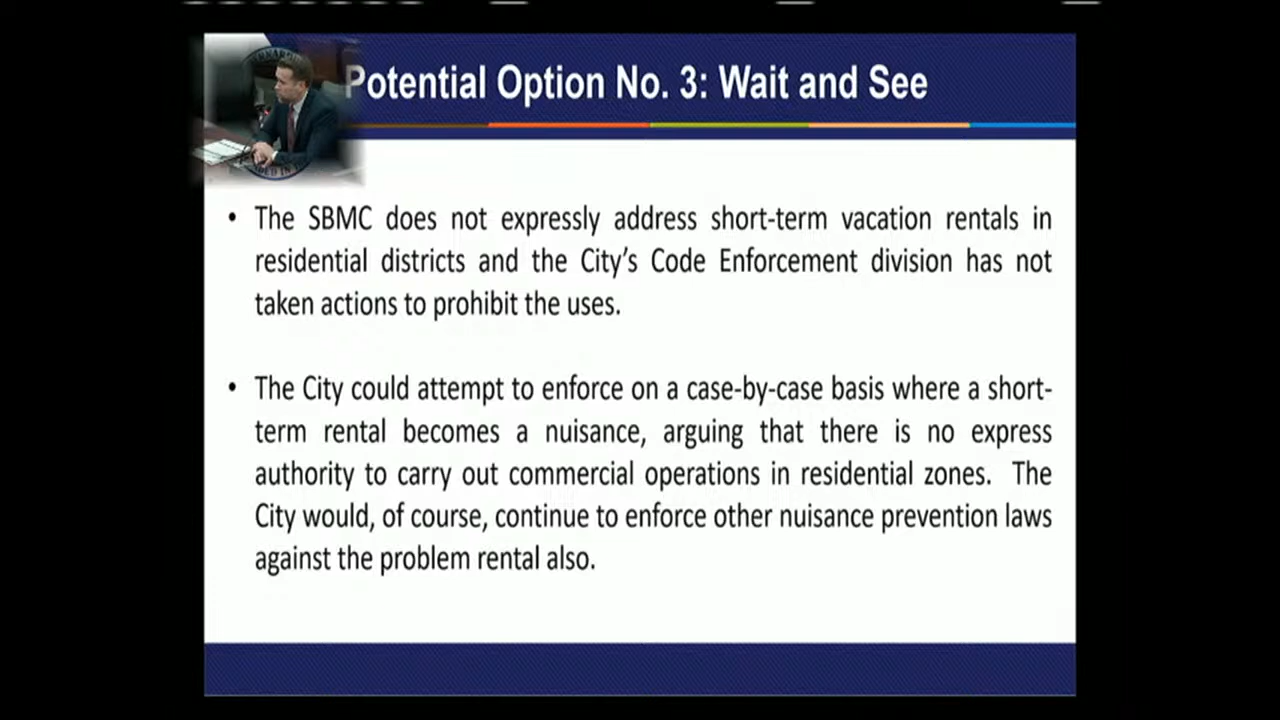 Potential Option No. 3: Wait and See
• The SBMC does not expressly address short-term vacation rentals in
residential districts and the City's Code Enforcement division has not
taken actions to prohibit the uses.
• The City could attempt to enforce on a case-by-case basis where a short-
term rental becomes a nuisance, arguing that there is no express
authority to carry out commercial operations in residential zones. The
City would, of course, continue to enforce other nuisance prevention laws
against the problem rental also.